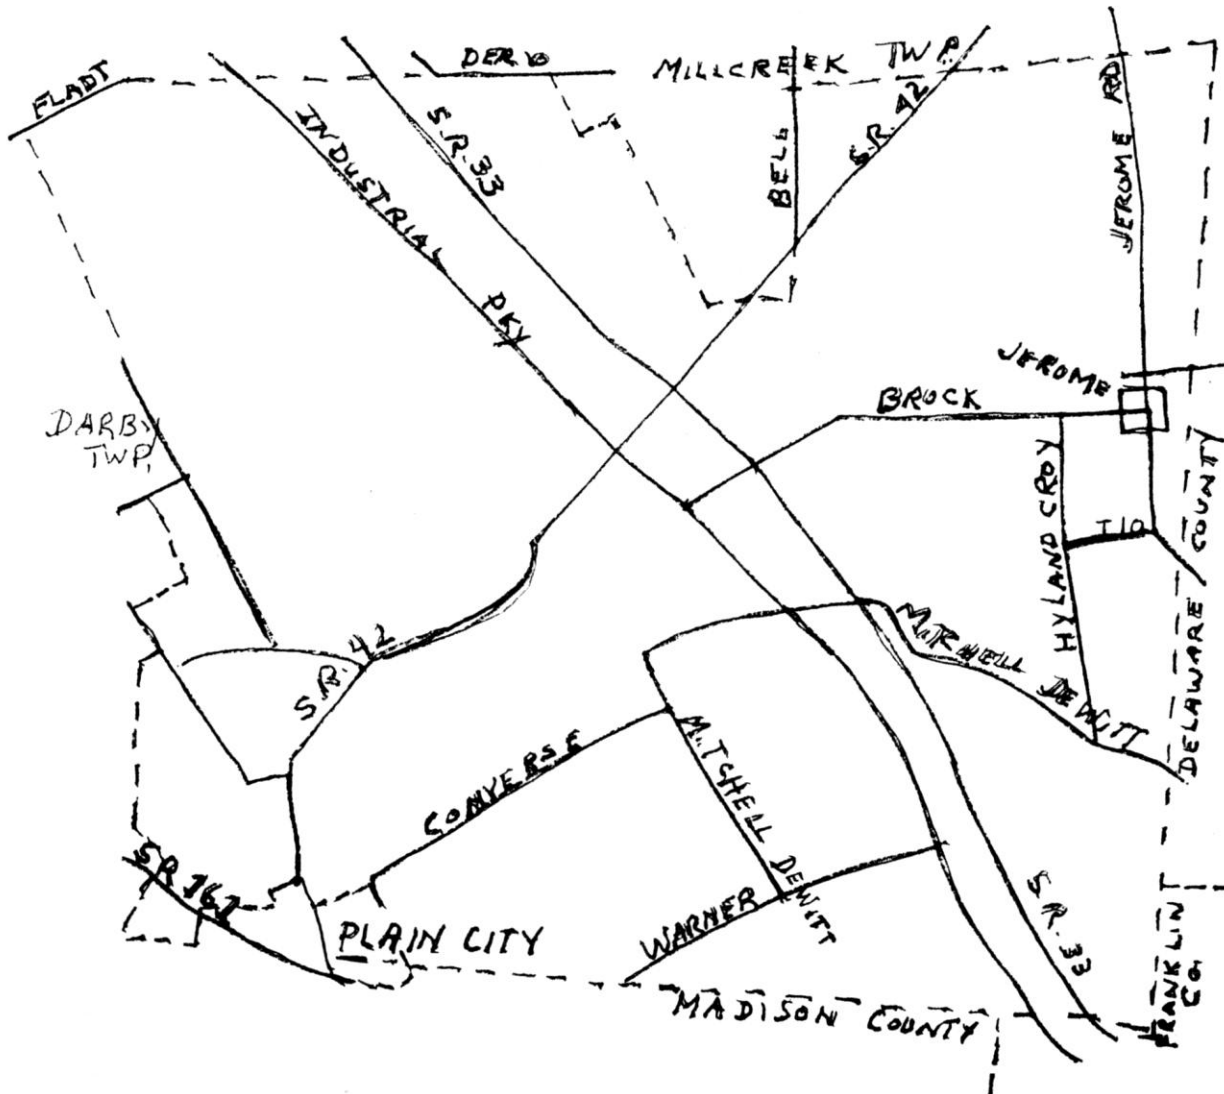 FLADT
DERIO
MILLCREEK TWP.
S.R. 33
INDUSTRIAL PKY
BELL
S.R. 42
JEROME RD
JEROME
BROCK
DARBY
TWP.
HYLAND CROY
T10
DELAWARE COUNTY
S.R. 42
MITCHELL DEWITT
CONVERSE
MITCHELL DEWITT
SR 161
WARNER
PLAIN CITY
S.R. 33
MADISON COUNTY
FRANKLIN
CO.